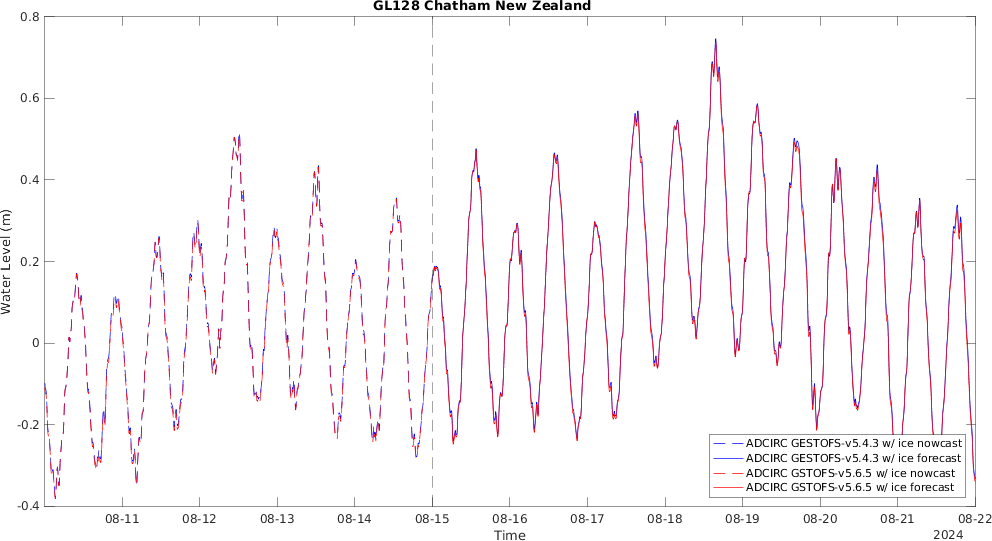 GL128 Chatham New Zealand
Water Level (m)
0.8
0.6
0.4
0.2
0
-0.2
-0.4
ADCIRC GESTOFS-v5.4.3 w/ ice nowcast
ADCIRC GESTOFS-v5.4.3 w/ ice forecast
ADCIRC GSTOFS-v5.6.5 w/ ice nowcast
ADCIRC GSTOFS-v5.6.5 w/ ice forecast
08-11 08-12 08-13 08-14 08-15 08-16 08-17 08-18 08-19 08-20 08-21 08-22
Time
2024